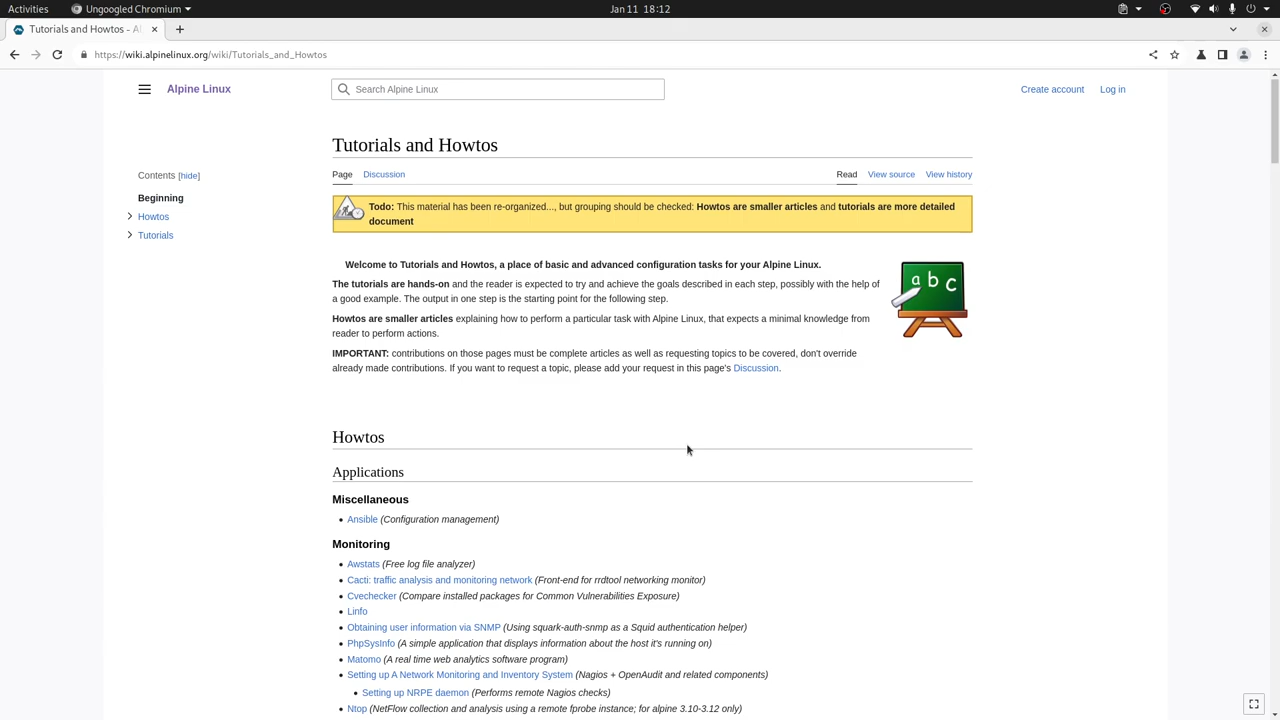 Activities
Ungoogled Chromium
Jan 11  18:12
Tutorials and Howtos - Al
https://wiki.alpinelinux.org/wiki/Tutorials_and_Howtos
Alpine Linux
Search Alpine Linux
Create account
Log in
Tutorials and Howtos
Contents [hide]
Beginning
Howtos
Tutorials
Page
Discussion
Read
View source
View history
Todo: This material has been re-organized..., but grouping should be checked: Howtos are smaller articles and tutorials are more detailed
document
Welcome to Tutorials and Howtos, a place of basic and advanced configuration tasks for your Alpine Linux.
The tutorials are hands-on and the reader is expected to try and achieve the goals described in each step, possibly with the help of
a good example. The output in one step is the starting point for the following step.
Howtos are smaller articles explaining how to perform a particular task with Alpine Linux, that expects a minimal knowledge from
reader to perform actions.
IMPORTANT: contributions on those pages must be complete articles as well as requesting topics to be covered, don't override
already made contributions. If you want to request a topic, please add your request in this page's Discussion.
a b c
Howtos
Applications
Miscellaneous
Ansible (Configuration management)
Monitoring
Awstats (Free log file analyzer)
Cacti: traffic analysis and monitoring network (Front-end for rrdtool networking monitor)
Cvechecker (Compare installed packages for Common Vulnerabilities Exposure)
Linfo
Obtaining user information via SNMP (Using squark-auth-snmp as a Squid authentication helper)
PhpSysInfo (A simple application that displays information about the host it's running on)
Matomo (A real time web analytics software program)
Setting up A Network Monitoring and Inventory System (Nagios + OpenAudit and related components)
Setting up NRPE daemon (Performs remote Nagios checks)
Ntop (NetFlow collection and analysis using a remote fprobe instance; for alpine 3.10-3.12 only)